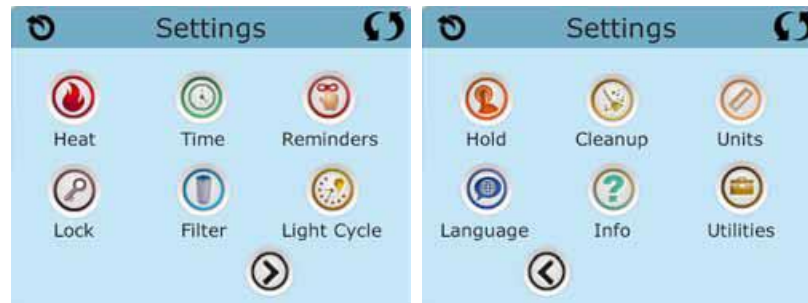 Settings
Heat Time Reminders
Lock Filter Light Cycle
Settings
Hold Cleanup Units
Language Info Utilities